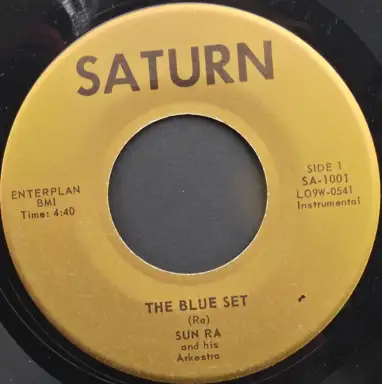 SATURN
ENTERPLAN
BMI
Time: 4:40
SIDE 1
SA-1001
LO9W-0541
Instrumental
THE BLUE SET
(Ra)
SUN RA
and his
Arkestra